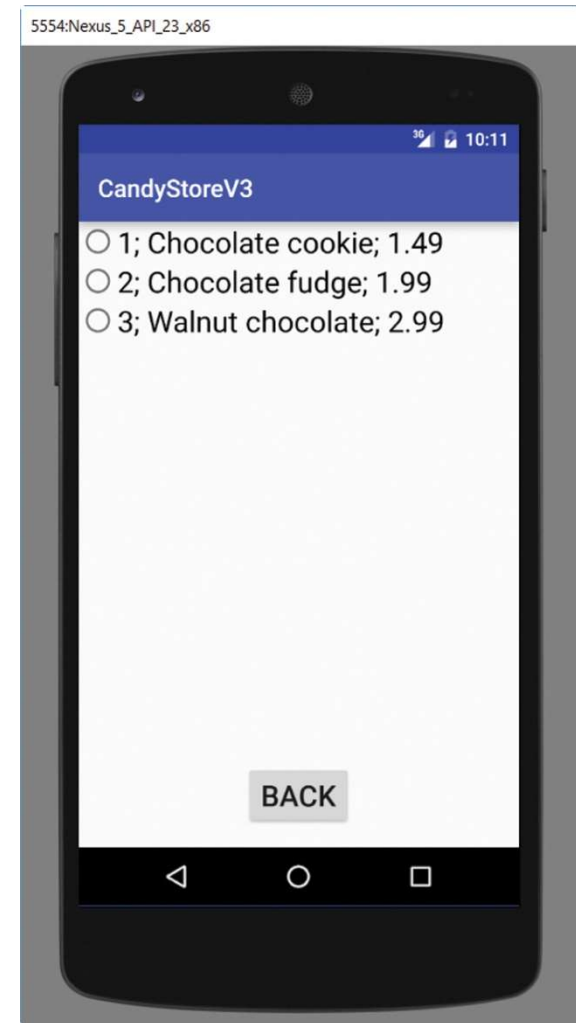 5554:Nexus_5_API_23_x86
3G 10:11
CandyStoreV3
1; Chocolate cookie; 1.49
2; Chocolate fudge; 1.99
3; Walnut chocolate; 2.99
BACK